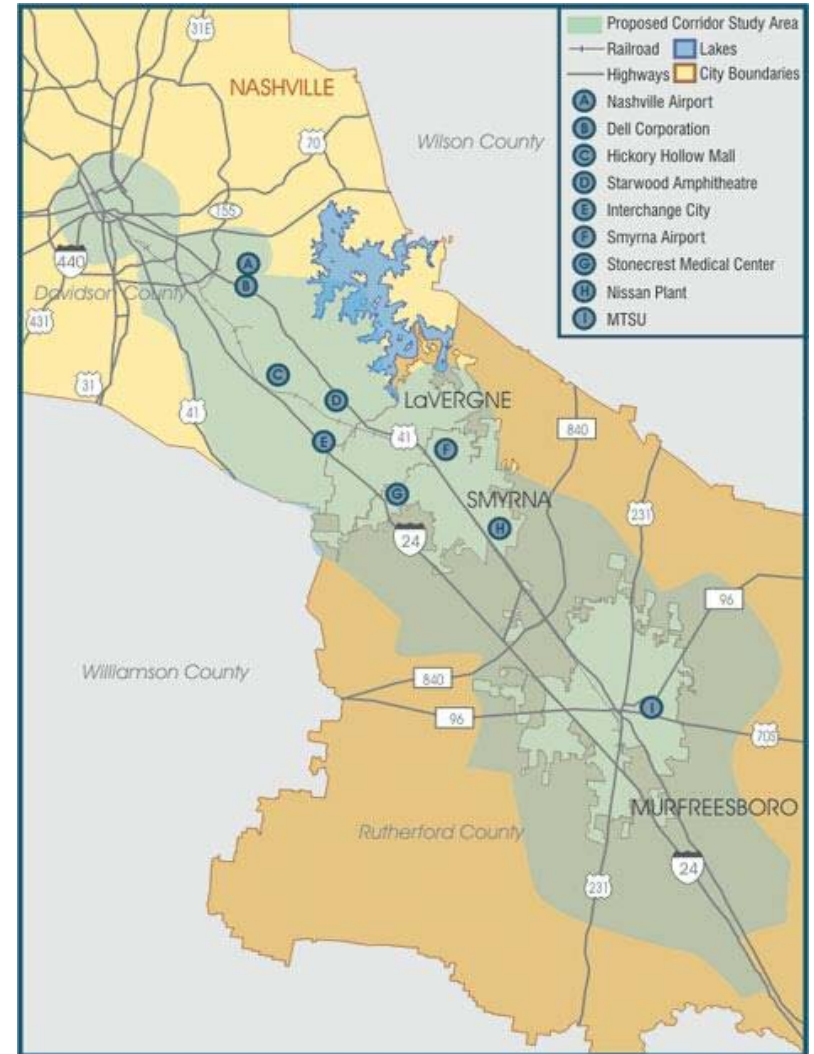 Proposed Corridor Study Area
Railroad
Lakes
Highways
City Boundaries
A Nashville Airport
B Dell Corporation
C Hickory Hollow Mall
D Starwood Amphitheatre
E Interchange City
F Smyrna Airport
G Stonecrest Medical Center
H Nissan Plant
I MTSU
31E
NASHVILLE
70
Wilson County
155
440
A
B
Davidson County
431
31
41
C
D
LaVERGNE
E
41
F
840
G
SMYRNA
H
24
231
96
Williamson County
840
96
I
70S
MURFREESBORO
Rutherford County
24
231